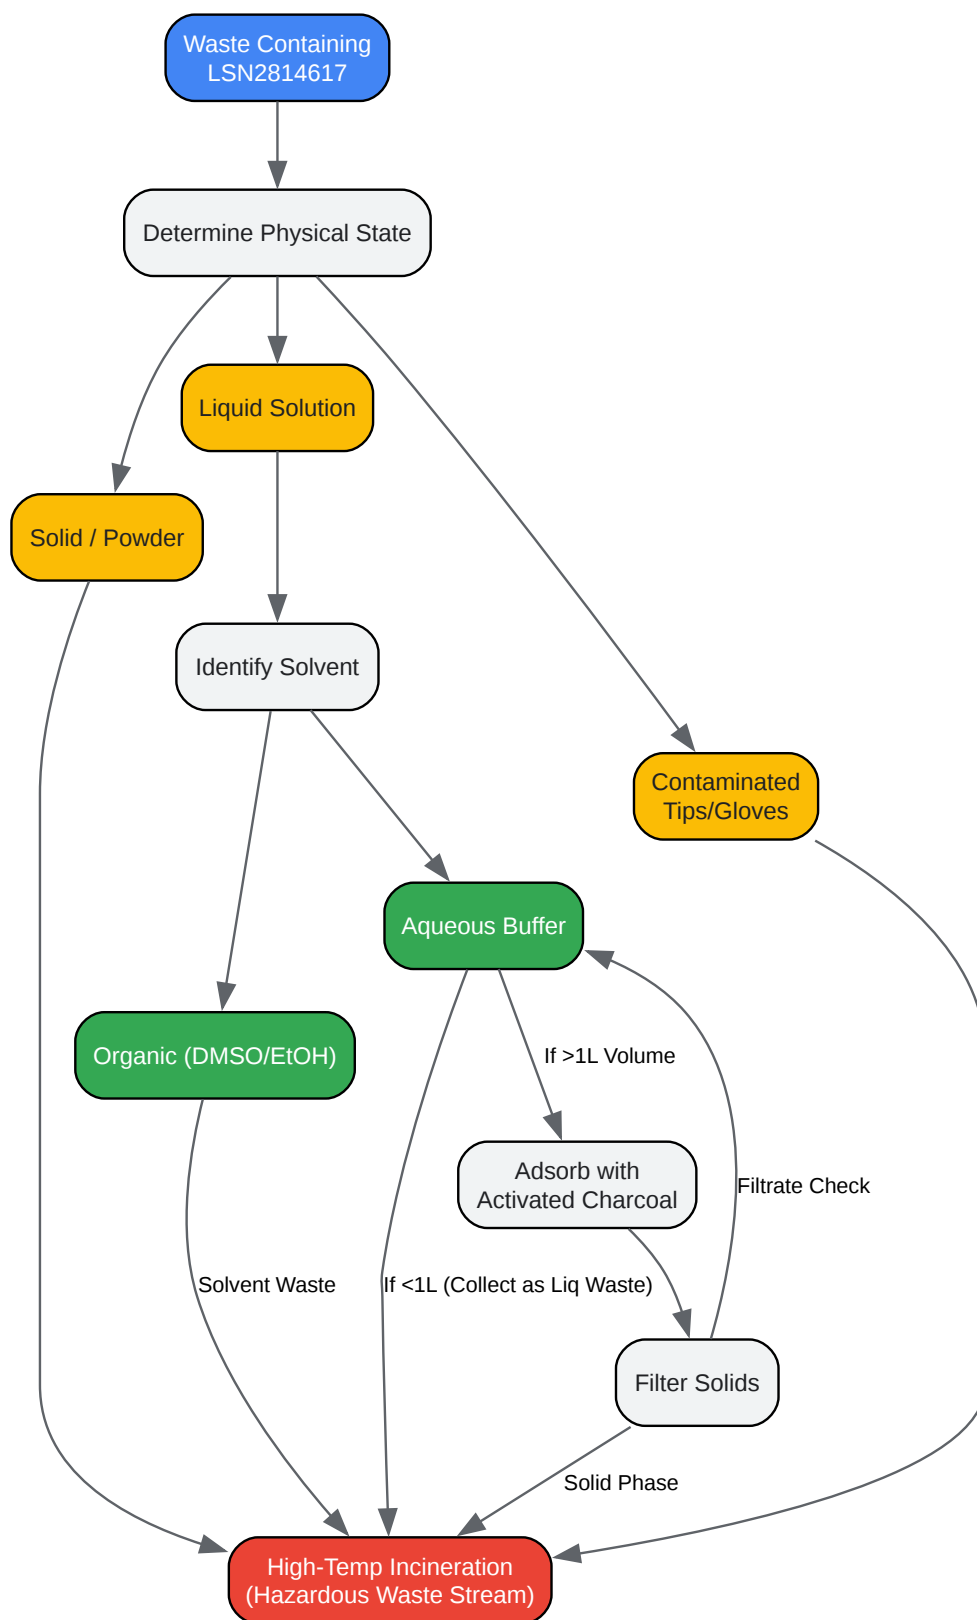 Waste Containing
LSN2814617
Determine Physical State
Liquid Solution
Solid / Powder
Identify Solvent
Contaminated
Tips/Gloves
Aqueous Buffer
Organic (DMSO/EtOH)
If >1L Volume
Adsorb with
Activated Charcoal
Filtrate Check
Solvent Waste
If <1L (Collect as Liq Waste)
Filter Solids
Solid Phase
High-Temp Incineration
(Hazardous Waste Stream)